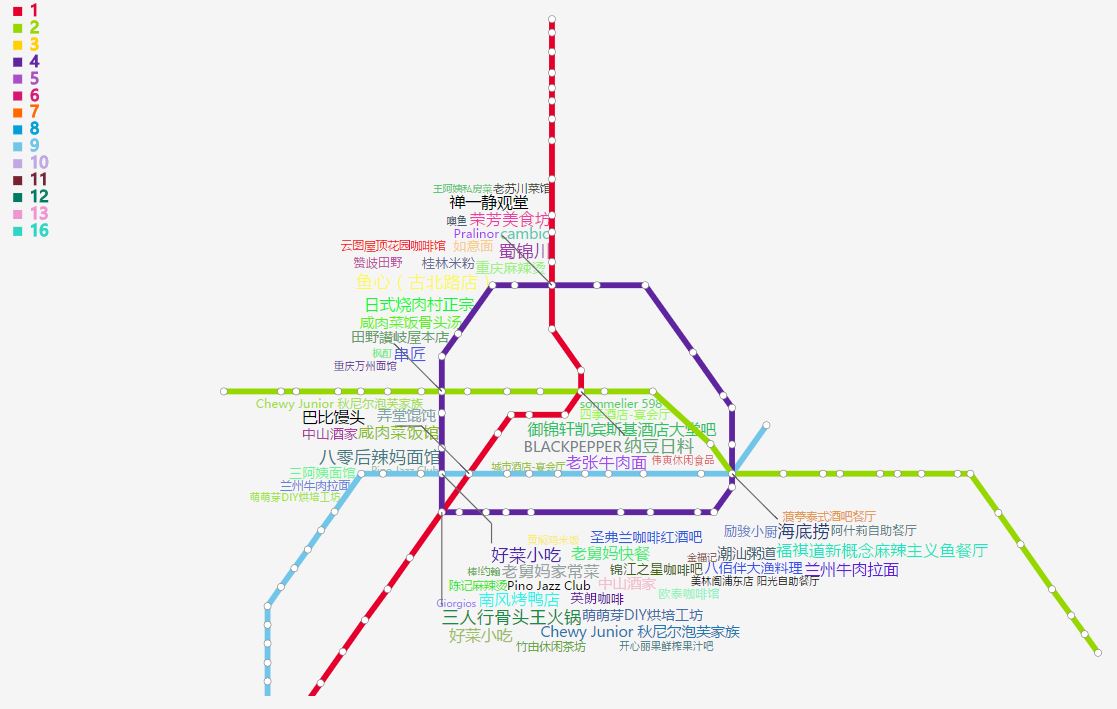 1
2
3
4
5
6
7
8
9
10
11
12
13
16
王阿姨私房菜 老苏川菜馆
禅一静观堂
噢鱼 荣芳美食坊
Pralinor cambio
云图屋顶花园咖啡馆 如意面 蜀锦川
赞歧田野 桂林米粉 重庆麻辣烫
鱼心（古北路店）
日式烧肉村正宗
咸肉菜饭骨头汤
田野讃岐屋本店
串匠
重庆万州面馆
Chewy Junior 秋尼尔泡芙家族
巴比馒头 弄堂馄饨
中山酒家 咸肉菜饭馆
八零后辣妈面馆
三阿姨面馆 Pino Jazz Club
兰州牛肉拉面
萌萌芽DIY烘培工坊
sommelier 598
四季酒店-宴会厅
御锦轩凯宾斯基酒店大堂吧
BLACKPEPPER 纳豆日料
城市酒店-宴会厅 老张牛肉面 伟爽休闲食品
菠萝泰式酒吧餐厅
励骏小厨 海底捞 阿什莉自助餐厅
黄焖鸡米饭 圣弗兰咖啡红酒吧
好菜小吃 老舅妈快餐 金福记 潮汕粥道 福祺道新概念麻辣主义鱼餐厅
棒!约翰 老舅妈家常菜 锦江之星咖啡吧 八佰伴大渔料理 兰州牛肉拉面
陈记麻辣烫 Pino Jazz Club 中山酒家 美林阁浦东店 阳光自助餐厅
Giorgios 南风烤鸭店 英朗咖啡 欧泰咖啡馆
三人行骨头王火锅 萌萌芽DIY烘培工坊
好菜小吃 Chewy Junior 秋尼尔泡芙家族
竹由休闲茶坊 开心丽果鲜榨果汁吧